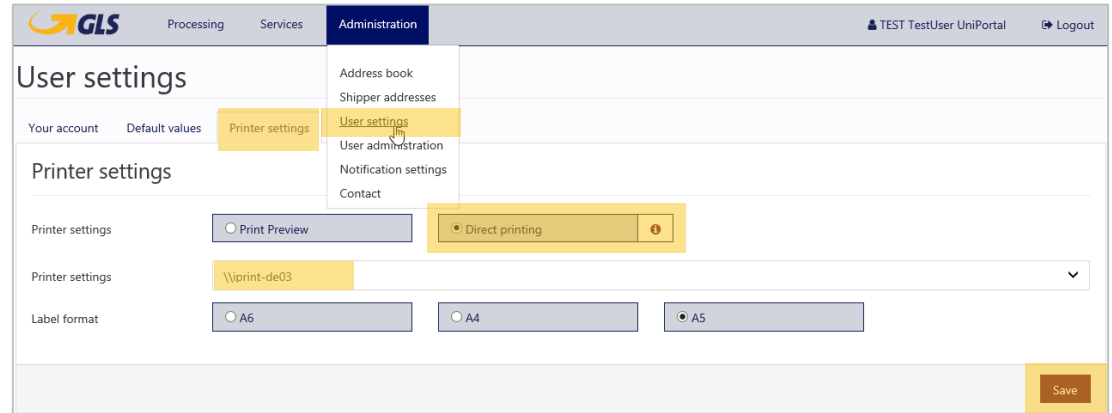 GLS Processing Services Administration TEST TestUser UniPortal Logout
Address book
Shipper addresses
User settings
User administration
Notification settings
Contact
User settings
Your account Default values Printer settings
Printer settings
Printer settings Print Preview Direct printing
Printer settings \\iprint-de03
Label format A6 A4 A5
Save